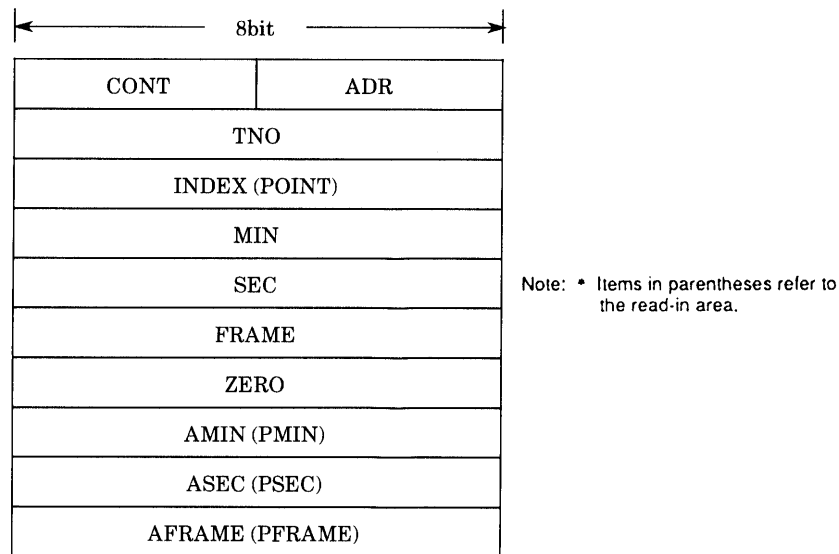 8bit
CONT ADR
TNO
INDEX (POINT)
MIN
SEC
FRAME
ZERO
AMIN (PMIN)
ASEC (PSEC)
AFRAME (PFRAME)
Note: * Items in parentheses refer to
the read-in area.